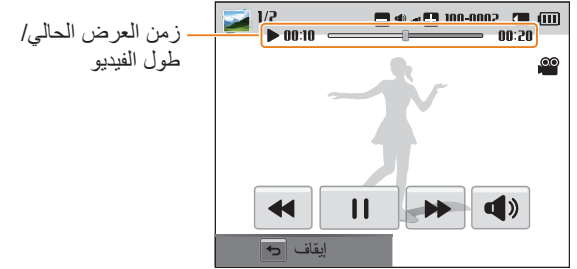 زمن العرض الحالي/
طول الفيديو
1/2 100-0002
00:10 00:20
إيقاف